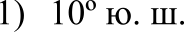 1) 10º ю. ш.